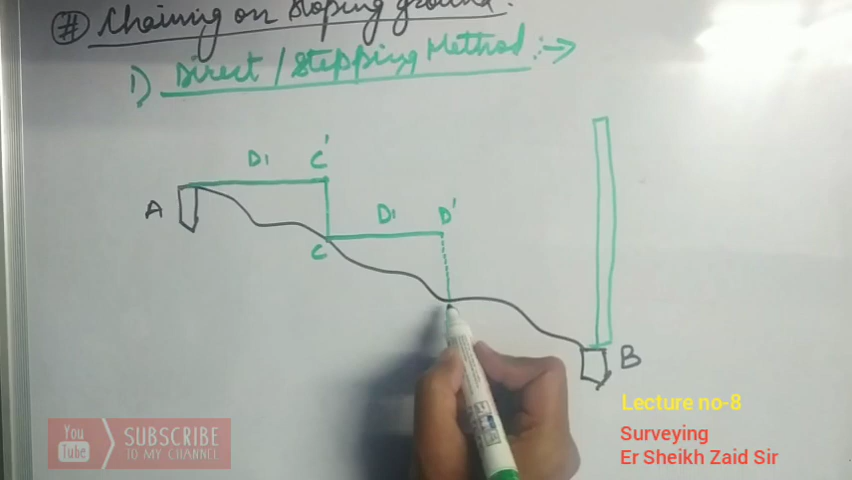 # Chaining on Sloping ground.
1) Direct / Stepping Method :→
D1 C'
A
D1 D'
C
B
Lecture no-8
Surveying
Er Sheikh Zaid Sir
You Tube SUBSCRIBE
TO MY CHANNEL